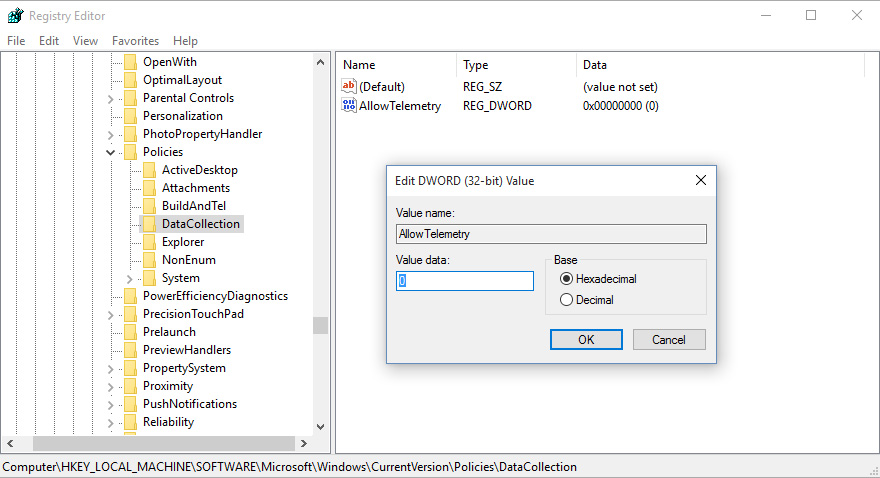 Registry Editor
File Edit View Favorites Help
OpenWith
OptimalLayout
Parental Controls
Personalization
PhotoPropertyHandler
Policies
ActiveDesktop
Attachments
BuildAndTel
DataCollection
Explorer
NonEnum
System
PowerEfficiencyDiagnostics
PrecisionTouchPad
Prelaunch
PreviewHandlers
PropertySystem
Proximity
PushNotifications
Reliability
Name Type Data
ab (Default) REG_SZ (value not set)
AllowTelemetry REG_DWORD 0x00000000 (0)
Edit DWORD (32-bit) Value
Value name:
AllowTelemetry
Value data:
0
Base
Hexadecimal
Decimal
OK Cancel
Computer\HKEY_LOCAL_MACHINE\SOFTWARE\Microsoft\Windows\CurrentVersion\Policies\DataCollection